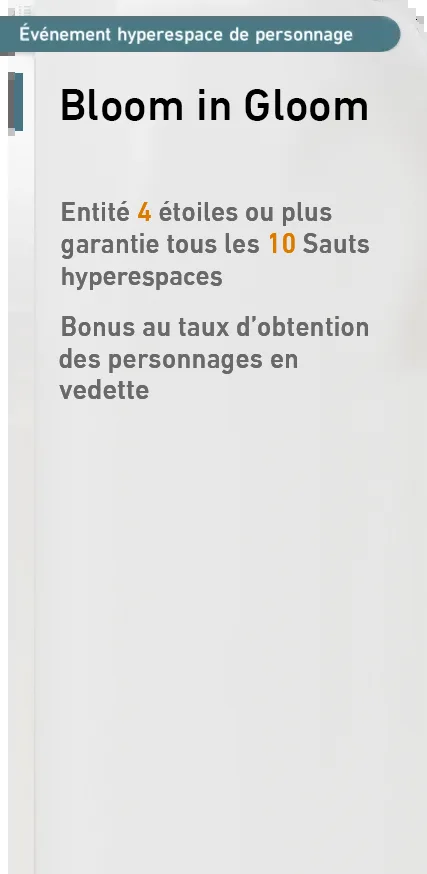 Événement hyperespace de personnage
Bloom in Gloom
Entité 4 étoiles ou plus
garantie tous les 10 Sauts
hyperespaces
Bonus au taux d’obtention
des personnages en
vedette